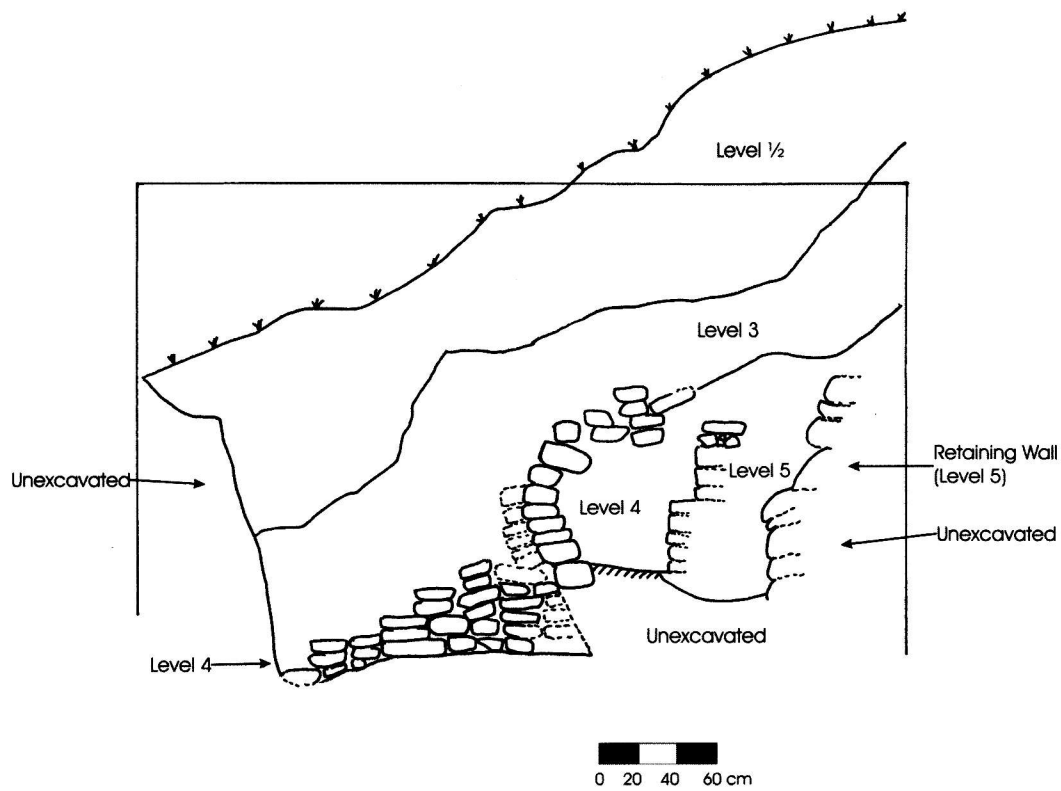 Level ½
Level 3
Unexcavated
Level 5
Retaining Wall
(Level 5)
Level 4
Unexcavated
Unexcavated
Level 4
0 20 40 60 cm